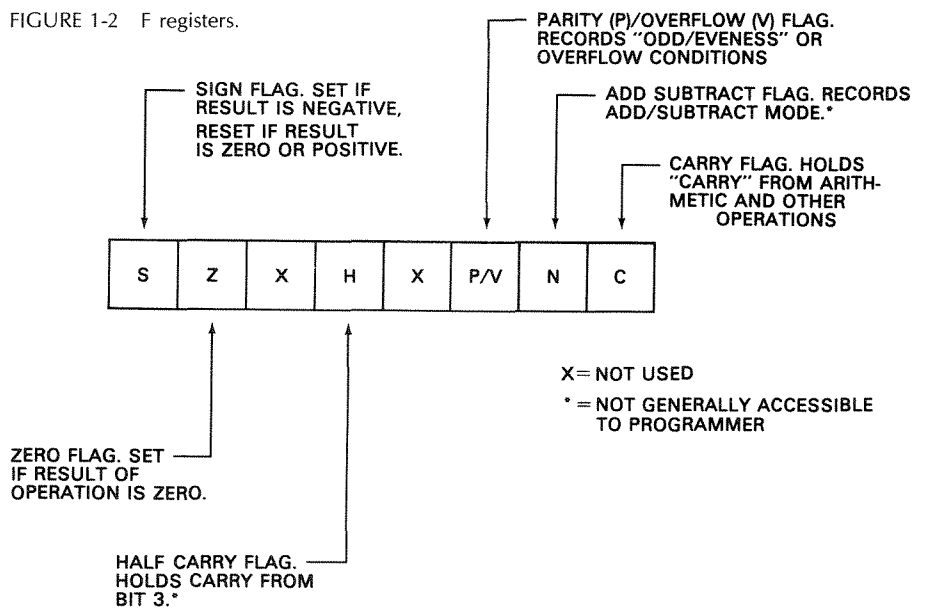 FIGURE 1-2 F registers.
PARITY (P)/OVERFLOW (V) FLAG.
RECORDS "ODD/EVENESS" OR
OVERFLOW CONDITIONS
SIGN FLAG. SET IF
RESULT IS NEGATIVE,
RESET IF RESULT
IS ZERO OR POSITIVE.
ADD SUBTRACT FLAG. RECORDS
ADD/SUBTRACT MODE.*
CARRY FLAG. HOLDS
"CARRY" FROM ARITH-
METIC AND OTHER
OPERATIONS
S Z X H X P/V N C
X= NOT USED
* = NOT GENERALLY ACCESSIBLE
TO PROGRAMMER
ZERO FLAG. SET
IF RESULT OF
OPERATION IS ZERO.
HALF CARRY FLAG.
HOLDS CARRY FROM
BIT 3.*